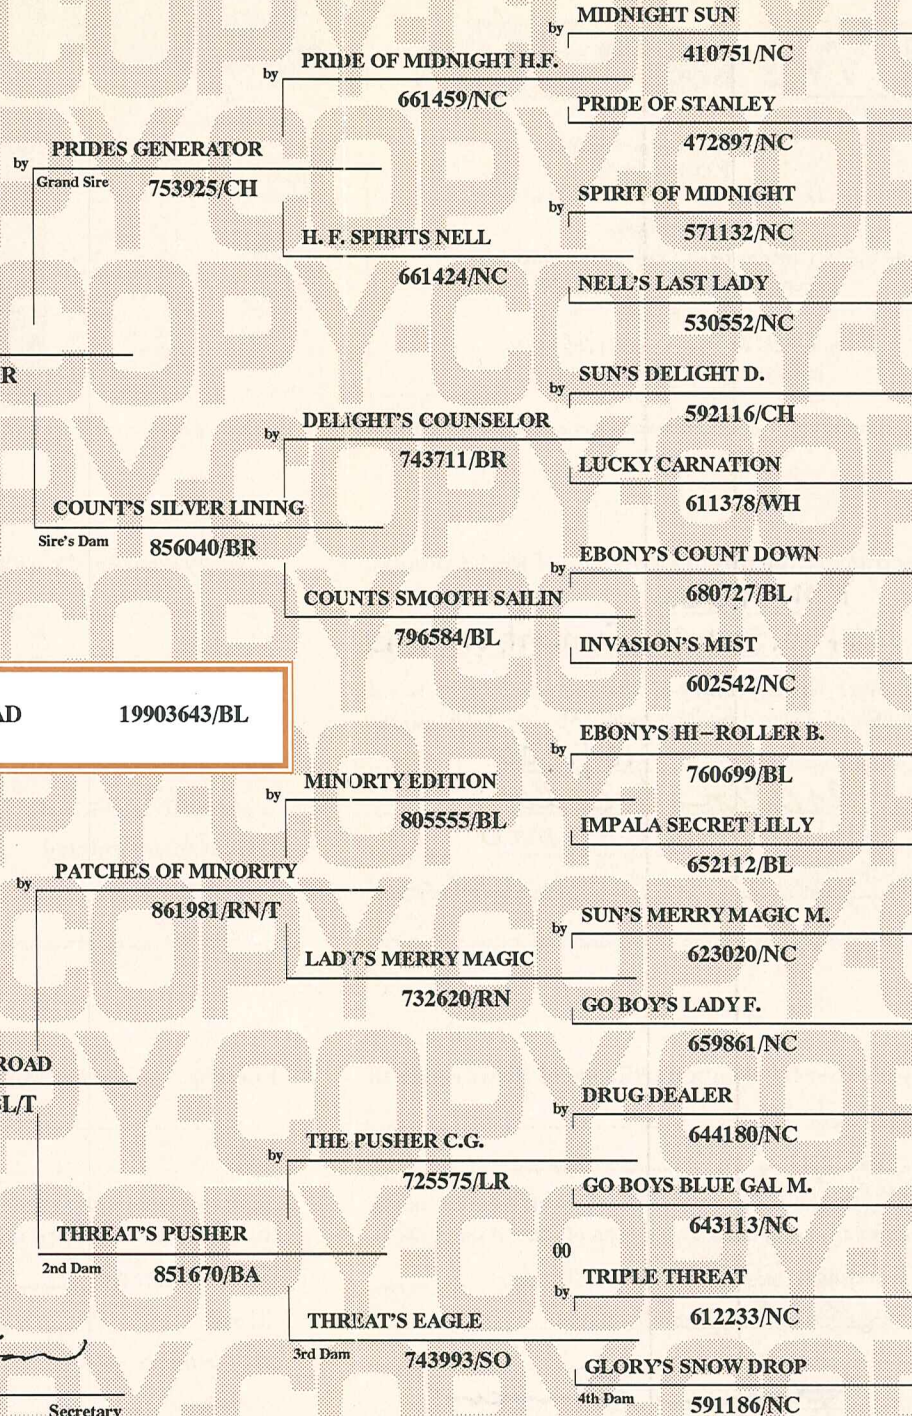 MIDNIGHT SUN
by
410751/NC
PRIDE OF MIDNIGHT H.F.
by
661459/NC
PRIDE OF STANLEY
472897/NC
PRIDES GENERATOR
by
Grand Sire 753925/CH
SPIRIT OF MIDNIGHT
by
571132/NC
H. F. SPIRITS NELL
661424/NC
NELL'S LAST LADY
530552/NC
R
SUN'S DELIGHT D.
by
592116/CH
DELIGHT'S COUNSELOR
by
743711/BR
LUCKY CARNATION
611378/WH
COUNT'S SILVER LINING
Sire's Dam 856040/BR
EBONY'S COUNT DOWN
by
680727/BL
COUNTS SMOOTH SAILIN
796584/BL
INVASION'S MIST
602542/NC
AD 19903643/BL
EBONY'S HI-ROLLER B.
by
760699/BL
MINORTY EDITION
by
805555/BL
IMPALA SECRET LILLY
652112/BL
PATCHES OF MINORITY
by
861981/RN/T
SUN'S MERRY MAGIC M.
by
623020/NC
LADY'S MERRY MAGIC
732620/RN
GO BOY'S LADY F.
659861/NC
ROAD
L/T
DRUG DEALER
by
644180/NC
THE PUSHER C.G.
by
725575/LR
GO BOYS BLUE GAL M.
643113/NC
THREAT'S PUSHER
2nd Dam 851670/BA
00
TRIPLE THREAT
by
612233/NC
THREAT'S EAGLE
3rd Dam 743993/SO
GLORY'S SNOW DROP
4th Dam 591186/NC
Secretary
COPY-COPY-COPY